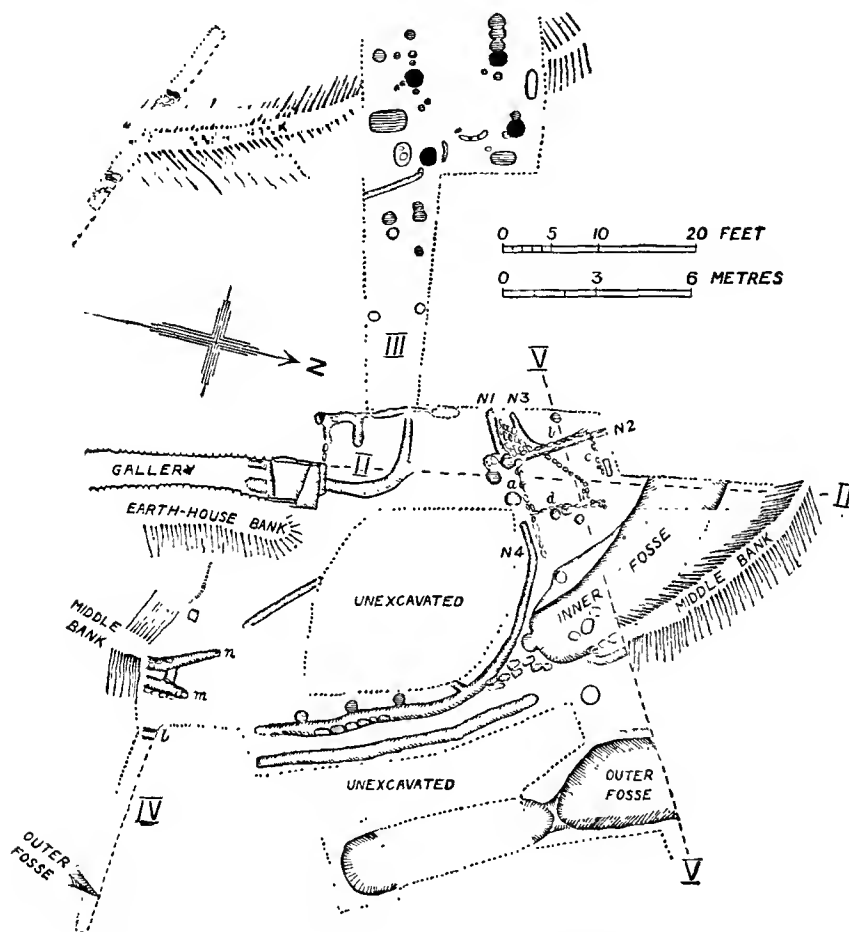 0 5 10 20 FEET
0 3 6 METRES
N
III
V
N1 N3
l
N2
c
GALLERY
II
a
d
II
EARTH-HOUSE BANK
N4
FOSSE
INNER
MIDDLE BANK
UNEXCAVATED
MIDDLE
BANK
n
m
l
UNEXCAVATED
OUTER
FOSSE
IV
OUTER
FOSSE
V